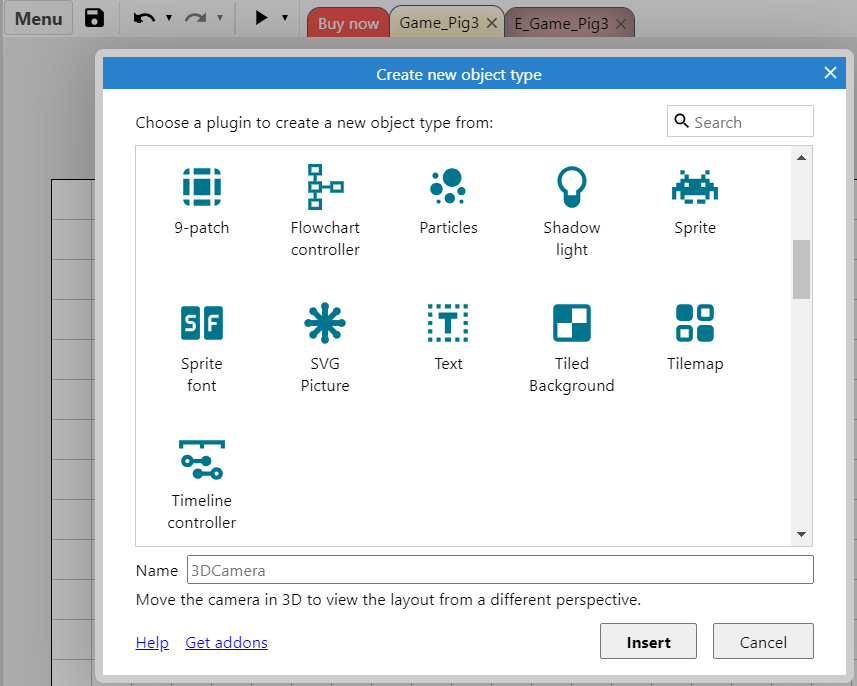 Menu
Buy now
Game_Pig3
E_Game_Pig3
Create new object type
Choose a plugin to create a new object type from:
Search
9-patch
Flowchart
controller
Particles
Shadow
light
Sprite
SF
Sprite
font
SVG
Picture
T
Text
Tiled
Background
Tilemap
Timeline
controller
Name
3DCamera
Move the camera in 3D to view the layout from a different perspective.
Help
Get addons
Insert
Cancel